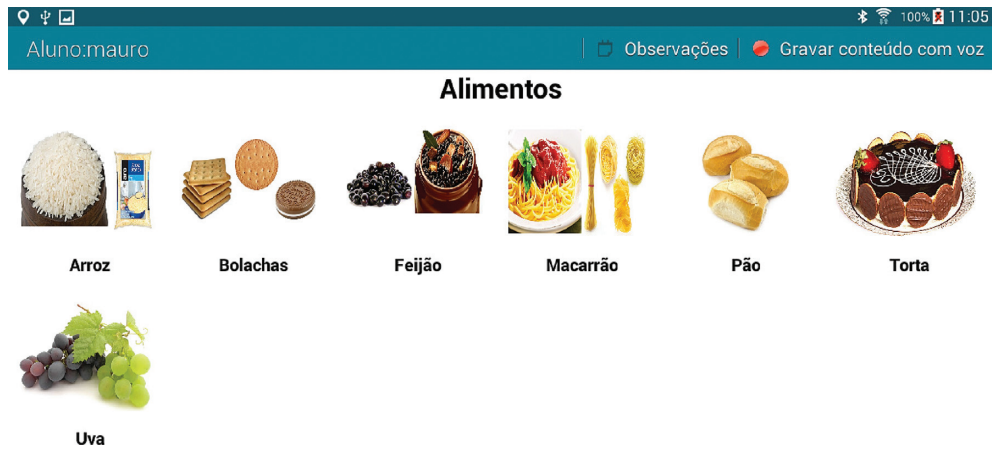 100% 11:05
Aluno:mauro Observações Gravar conteúdo com voz
Alimentos
Arroz Bolachas Feijão Macarrão Pão Torta
Uva